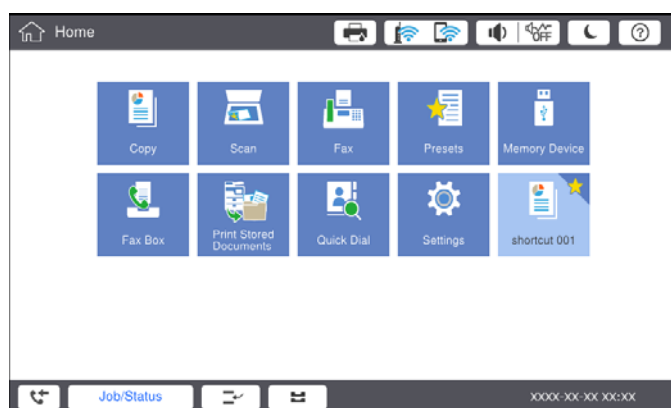 Home
OFF
?
Copy
Scan
Fax
Presets
Memory Device
Fax Box
Print Stored
Documents
Quick Dial
Settings
shortcut 001
Job/Status
XXXX-XX-XX XX:XX